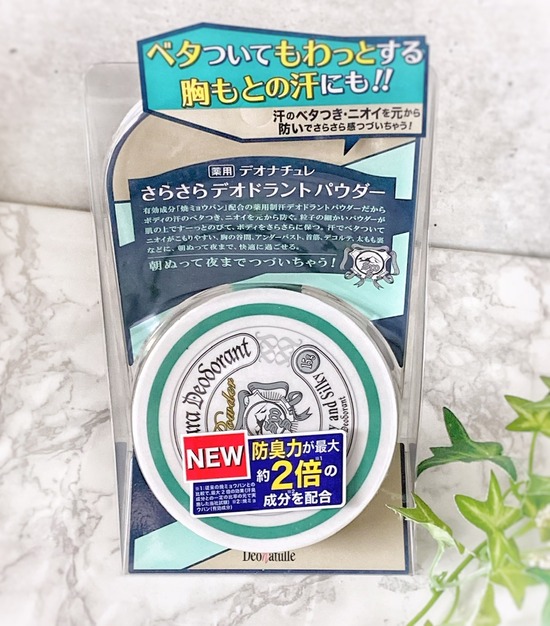 ベタついてもわっとする
胸もとの汗にも!!
汗のベタつき・ニオイを元から
防いでさらさら感つづいちゃう!
薬用 デオナチュレ
さらさらデオドラントパウダー
有効成分「焼ミョウバン」配合の薬用制汗デオドラントパウダーだから
ボディの汗のベタつき、ニオイを元から防ぐ。粒子の細かいパウダーが
肌の上ですーっとのびて、ボディをさらさらに保つ。汗でベタついて
ニオイがこもりやすい、胸の谷間、アンダーバスト、首筋、デコルテ、太もも裏
などに、朝ぬって夜まで、快適に過ごせる。
朝ぬって夜までつづいちゃう!
ra Deodorant
Powder
y and Silky
Deodorant
NEW
防臭力が最大
約2倍の※1
成分※2を配合
Deonatulle